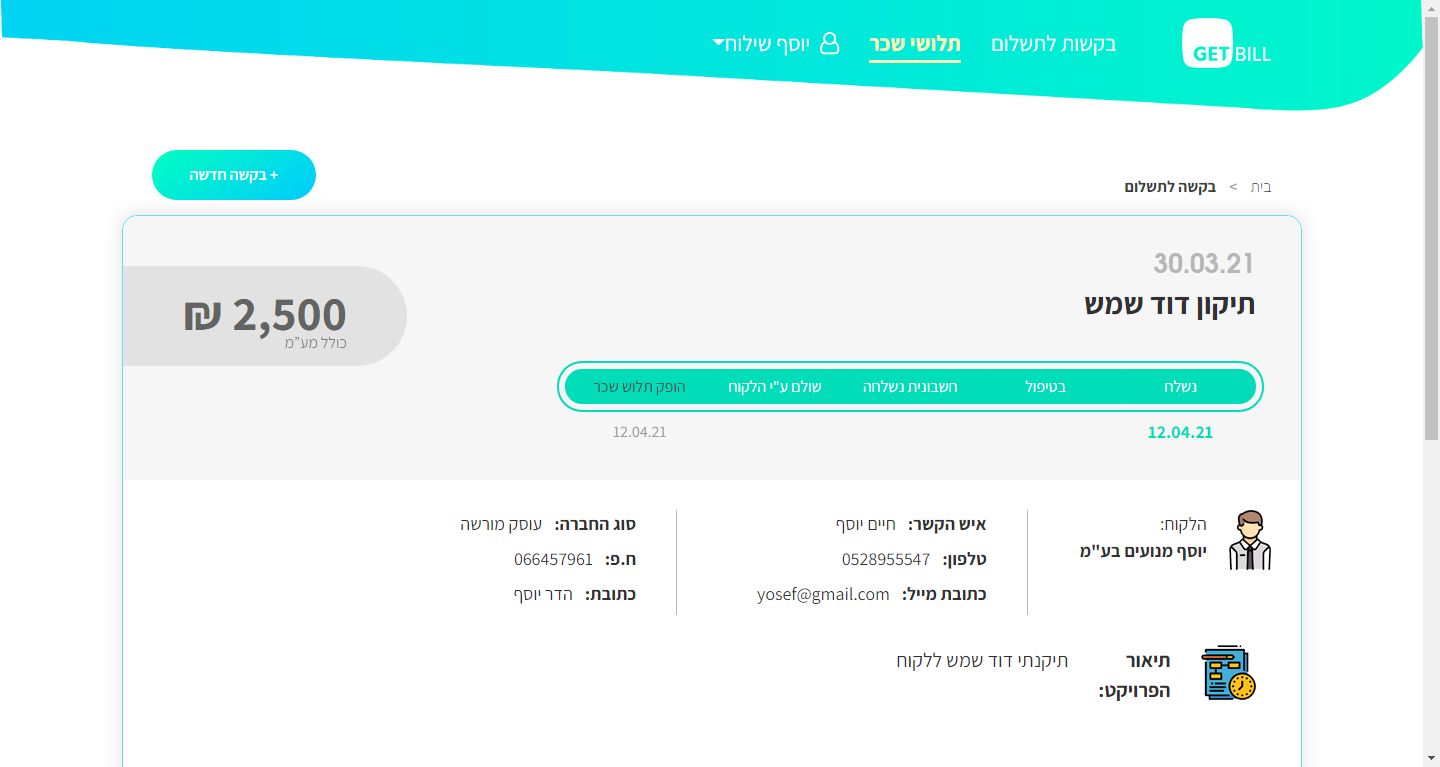 GET BILL
בקשות לתשלום
תלושי שכר
יוסף שילוח
בית > בקשה לתשלום
+ בקשה חדשה
30.03.21
תיקון דוד שמש
2,500 ₪
כולל מע"מ
נשלח
בטיפול
חשבונית נשלחה
שולם ע"י הלקוח
הופק תלוש שכר
12.04.21
12.04.21
הלקוח:
יוסף מנועים בע"מ
איש הקשר: חיים יוסף
טלפון: 0528955547
כתובת מייל: yosef@gmail.com
סוג החברה: עוסק מורשה
ח.פ: 066457961
כתובת: הדר יוסף
תיאור
הפרויקט:
תיקנתי דוד שמש ללקוח